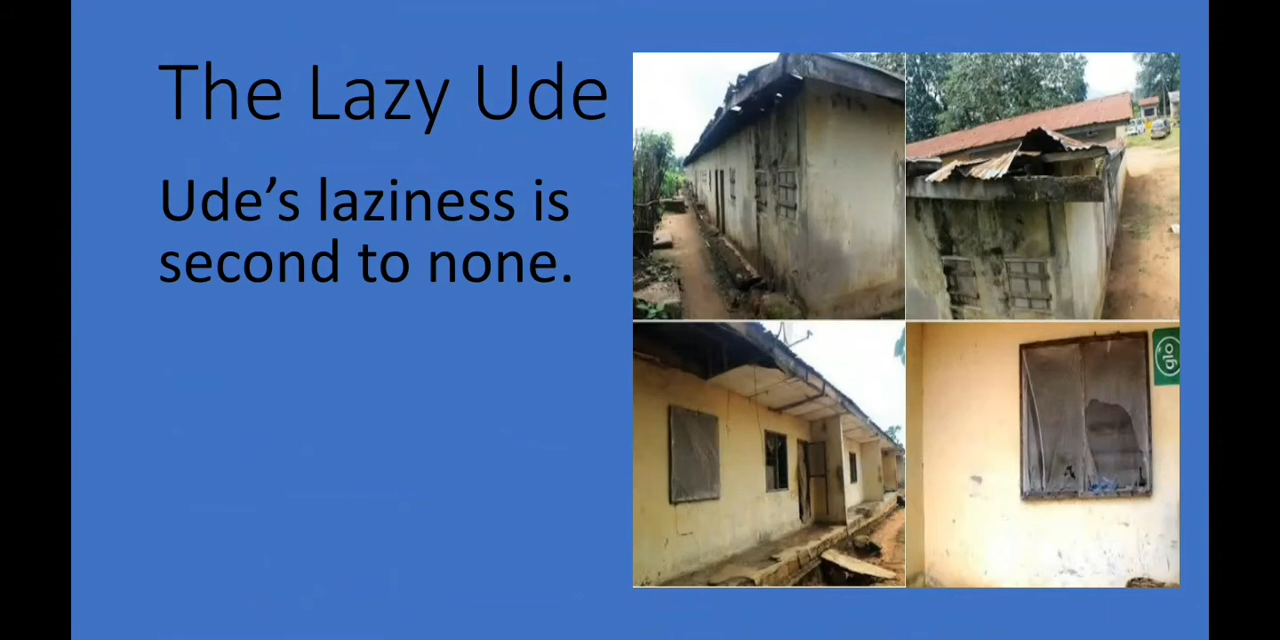 The Lazy Ude
Ude's laziness is
second to none.
glo